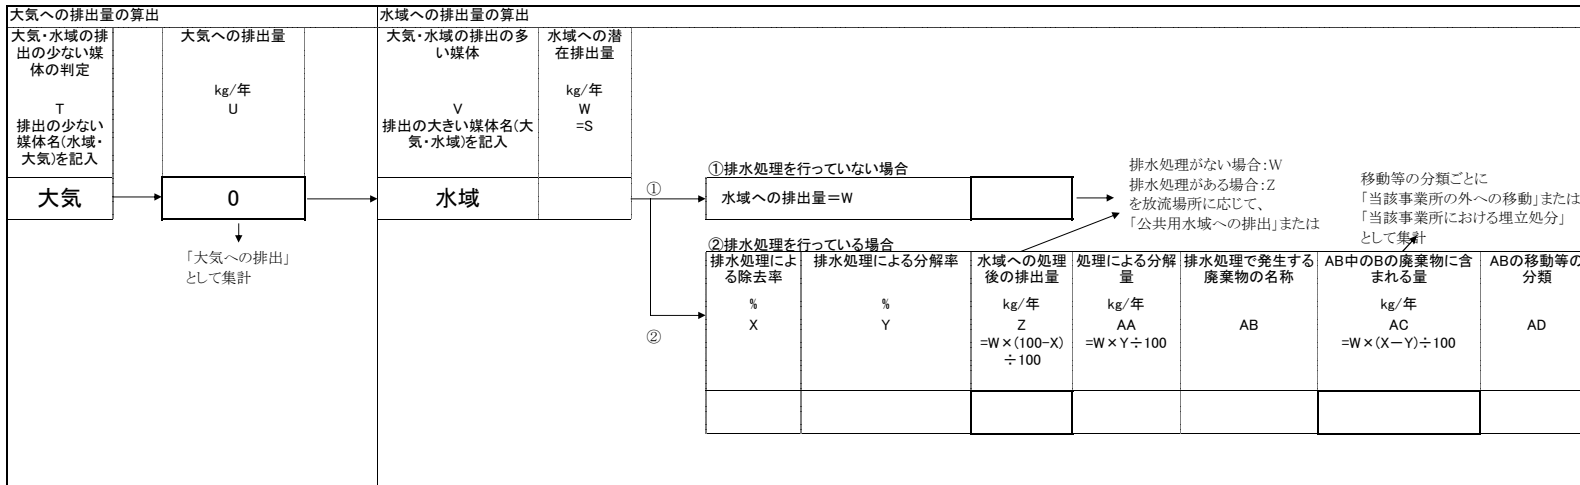 大気への排出量の算出
大気・水域の排
出の少ない媒
体の判定
T
排出の少ない
媒体名(水域・
大気)を記入
大気
大気への排出量
kg/年
U
0
「大気への排出」
として集計
水域への排出量の算出
大気・水域の排出の多
い媒体
V
排出の大きい媒体名(大
気・水域)を記入
水域
水域への潜
在排出量
kg/年
W
=S
①
②
①排水処理を行っていない場合
水域への排出量=W
排水処理がない場合:W
排水処理がある場合:Z
を放流場所に応じて、
「公共用水域への排出」または
移動等の分類ごとに
「当該事業所の外への移動」または
「当該事業所における埋立処分」
として集計
②排水処理を行っている場合
排水処理によ
る除去率
%
X
排水処理による分解率
%
Y
水域への処理
後の排出量
kg/年
Z
=W×(100-X)
÷100
処理による分解
量
kg/年
AA
=W×Y÷100
排水処理で発生する
廃棄物の名称
AB
AB中のBの廃棄物に含
まれる量
kg/年
AC
=W×(X-Y)÷100
ABの移動等の
分類
AD